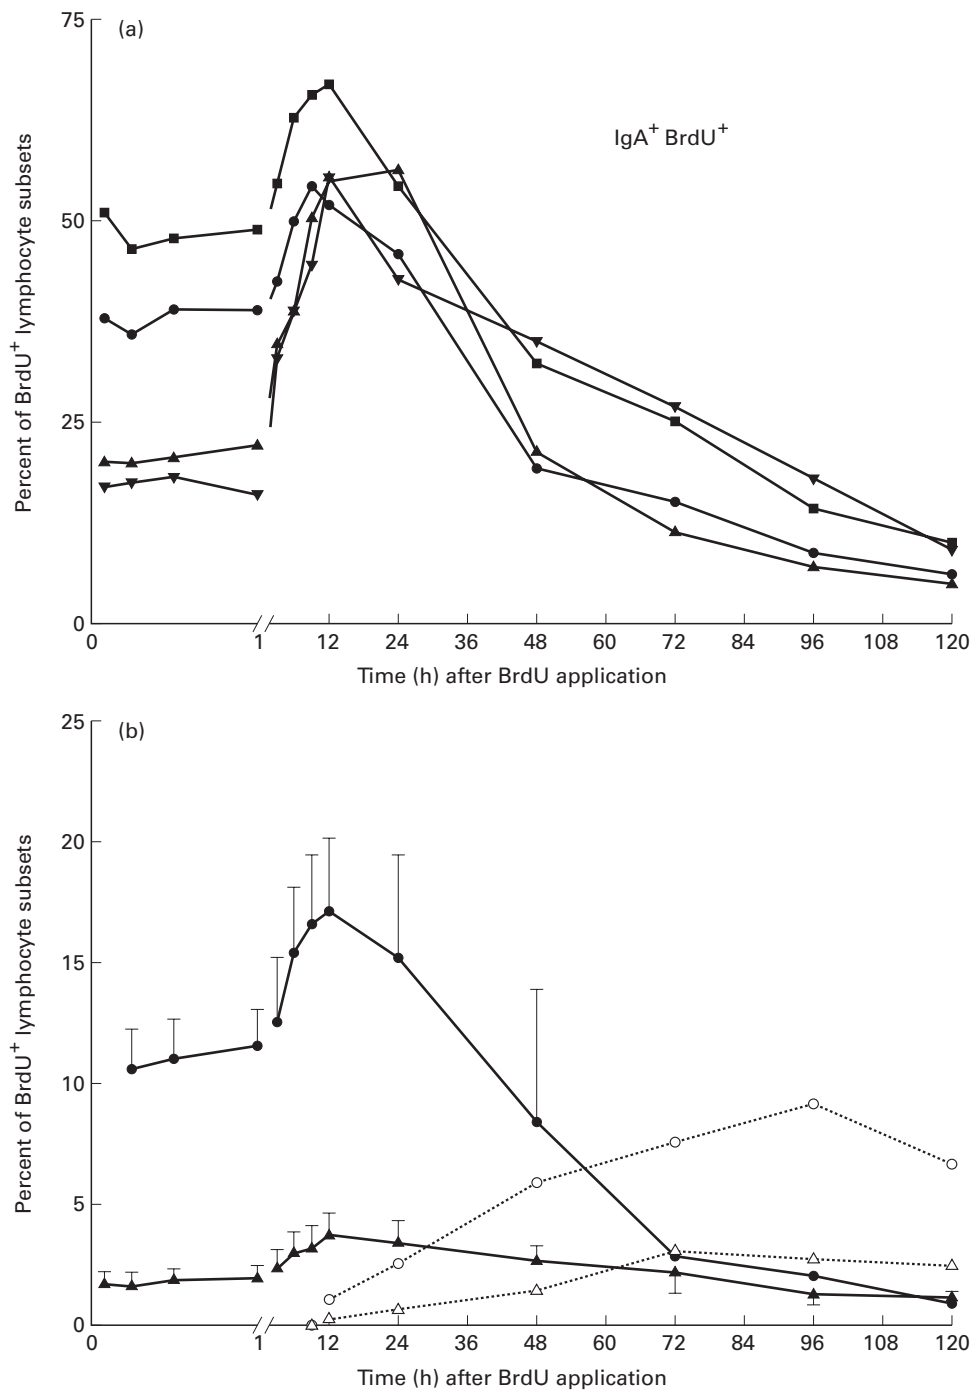 75
(a)
IgA⁺ BrdU⁺
50
25
0
Percent of BrdU⁺ lymphocyte subsets
0 1 12 24 36 48 60 72 84 96 108 120
Time (h) after BrdU application
25
(b)
20
15
10
5
0
Percent of BrdU⁺ lymphocyte subsets
0 1 12 24 36 48 60 72 84 96 108 120
Time (h) after BrdU application